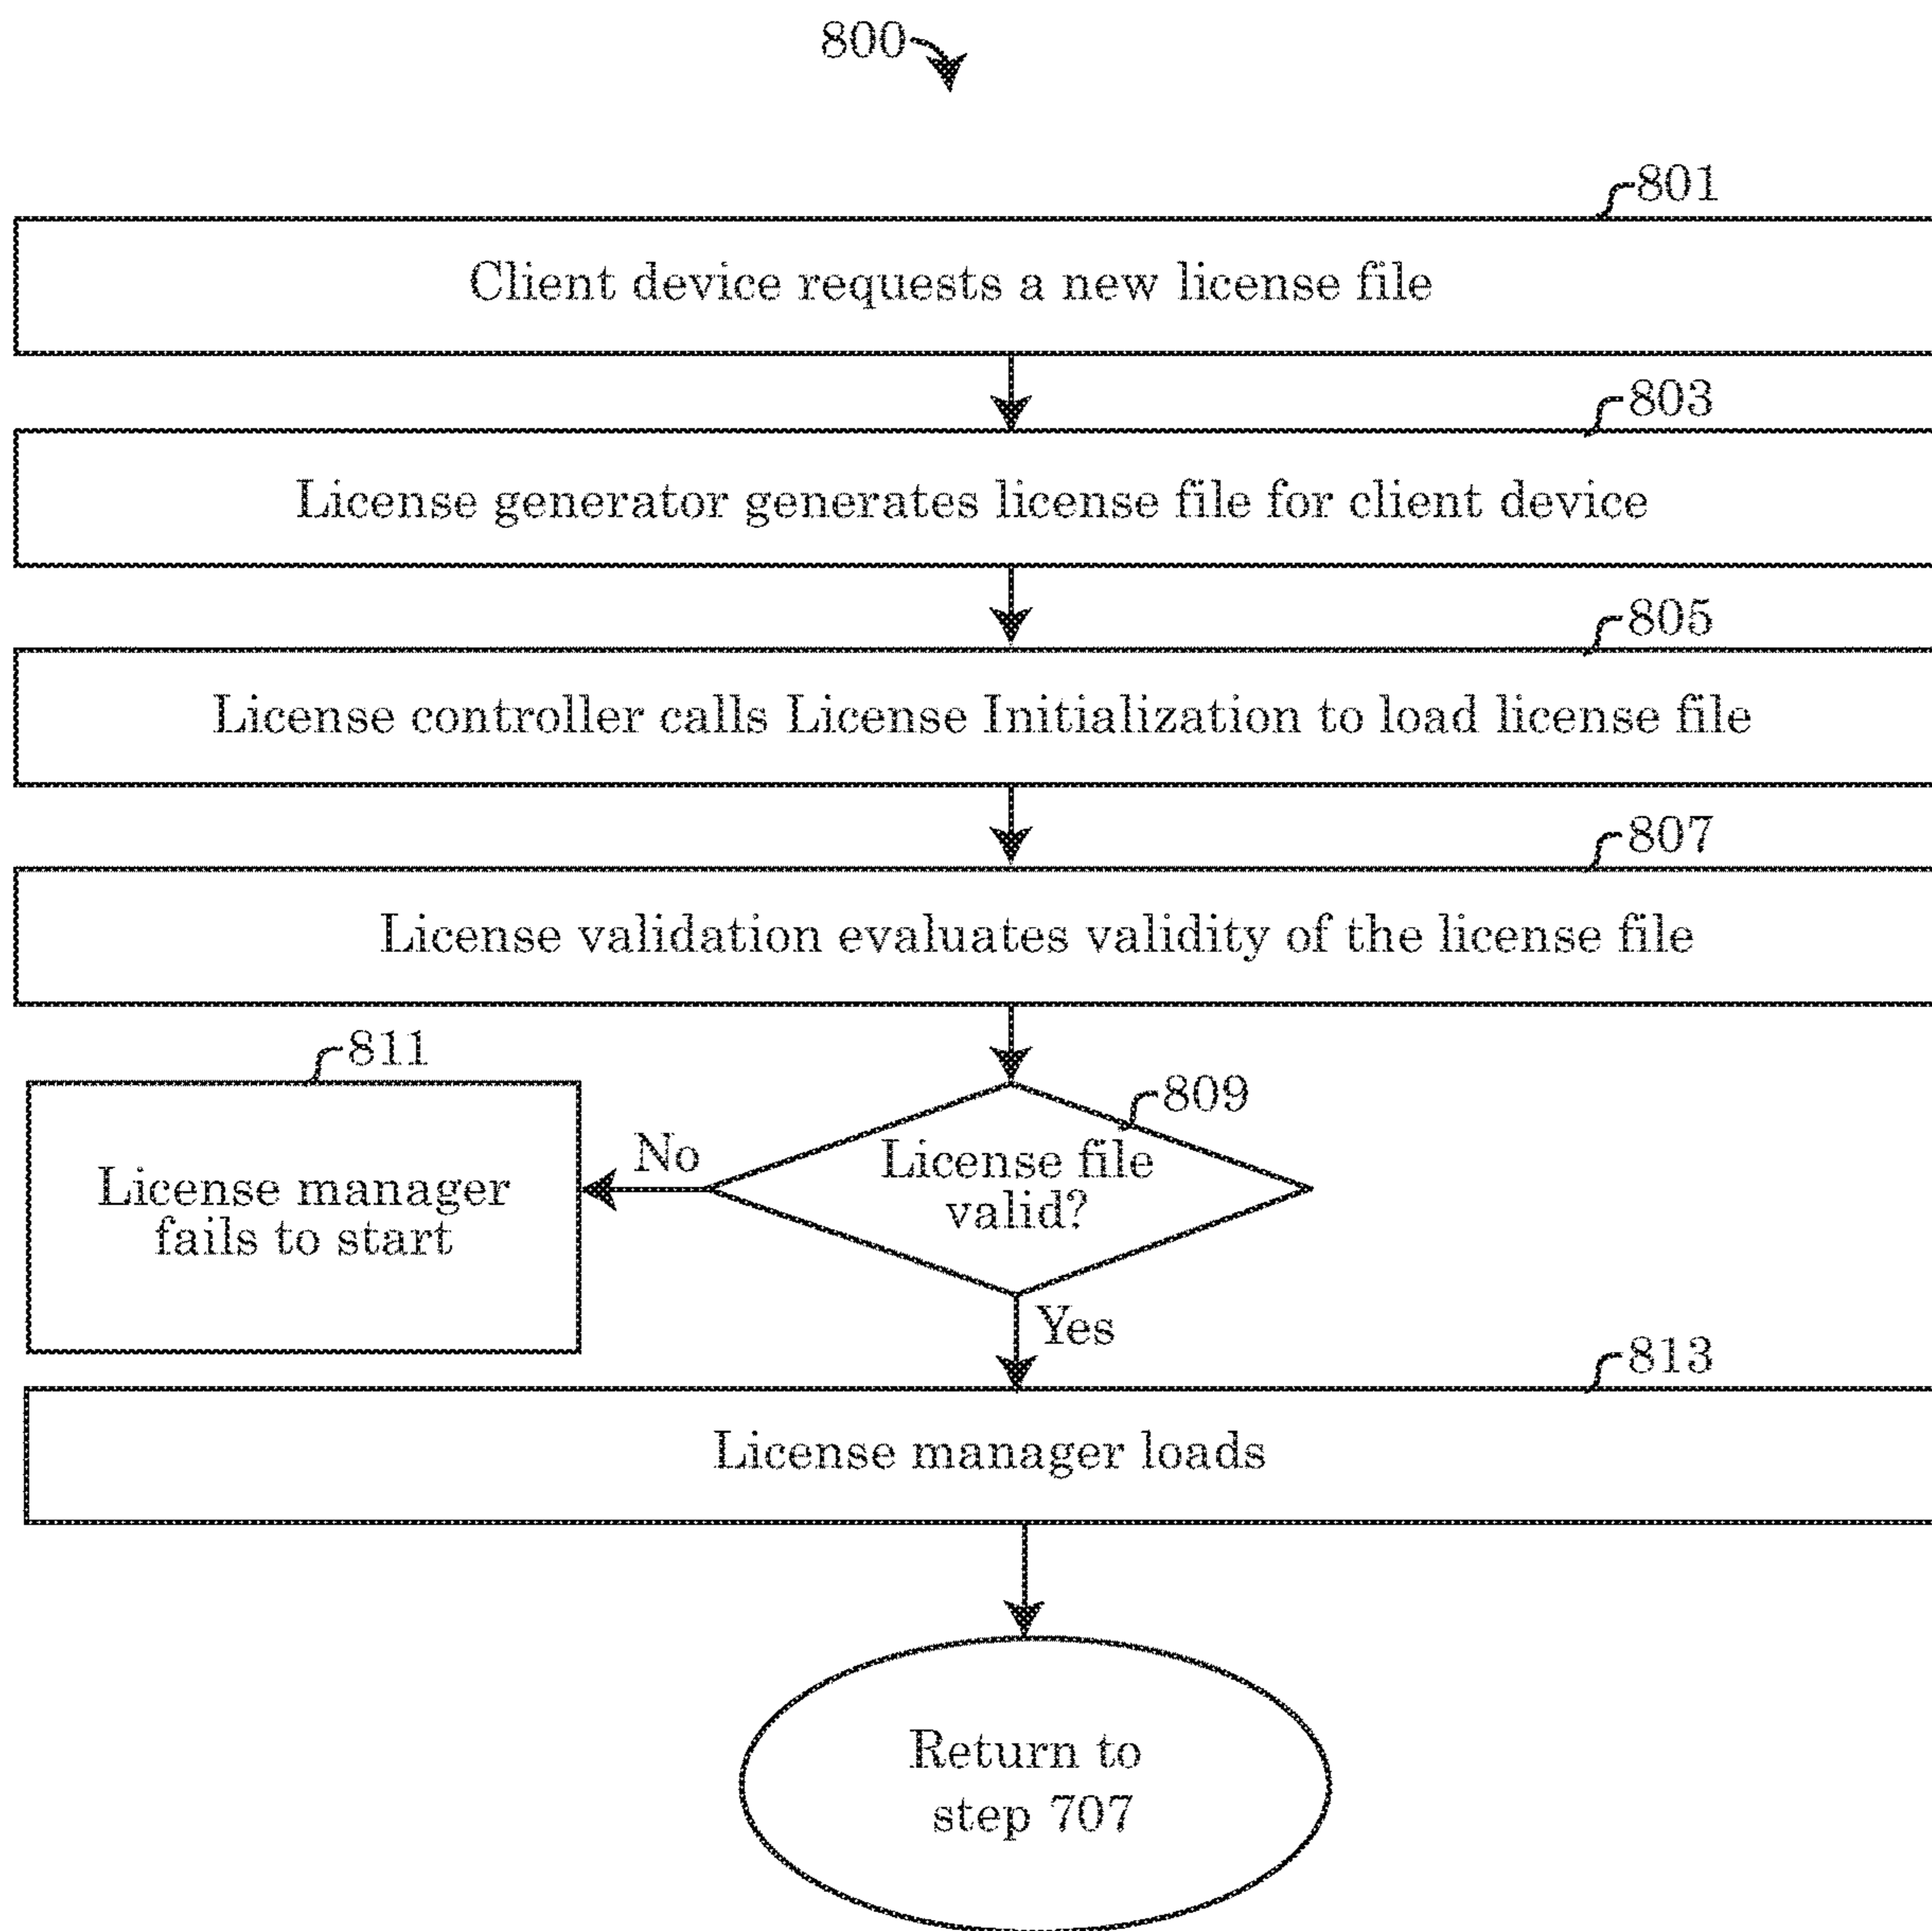 800
801
Client device requests a new license file
803
License generator generates license file for client device
805
License controller calls License Initialization to load license file
807
License validation evaluates validity of the license file
811
809
No
License file
valid?
License manager
fails to start
Yes
813
License manager loads
Return to
step 707